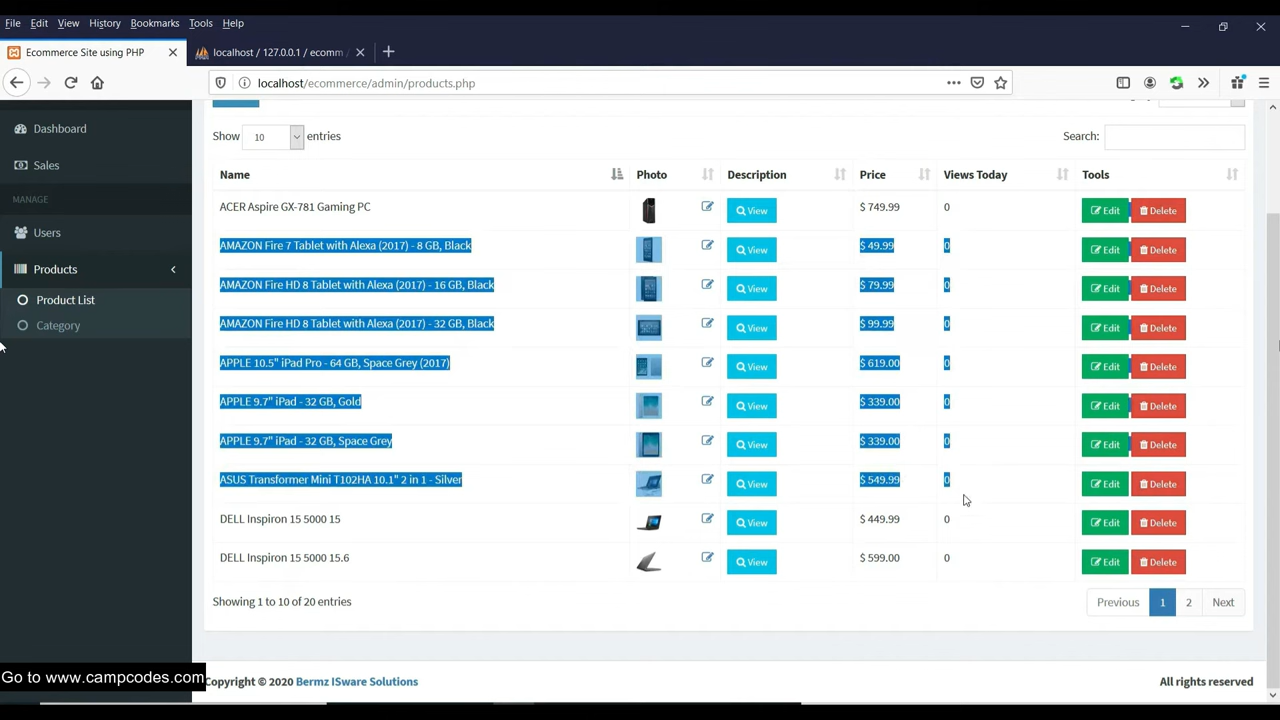 File Edit View History Bookmarks Tools Help
Ecommerce Site using PHP localhost / 127.0.0.1 / ecomm
localhost/ecommerce/admin/products.php
Dashboard
Sales
MANAGE
Users
Products
Product List
Category
Show 10 entries Search:
Name Photo Description Price Views Today Tools
ACER Aspire GX-781 Gaming PC View $ 749.99 0 Edit Delete
AMAZON Fire 7 Tablet with Alexa (2017) - 8 GB, Black View $ 49.99 0 Edit Delete
AMAZON Fire HD 8 Tablet with Alexa (2017) - 16 GB, Black View $ 79.99 0 Edit Delete
AMAZON Fire HD 8 Tablet with Alexa (2017) - 32 GB, Black View $ 99.99 0 Edit Delete
APPLE 10.5" iPad Pro - 64 GB, Space Grey (2017) View $ 619.00 0 Edit Delete
APPLE 9.7" iPad - 32 GB, Gold View $ 339.00 0 Edit Delete
APPLE 9.7" iPad - 32 GB, Space Grey View $ 339.00 0 Edit Delete
ASUS Transformer Mini T102HA 10.1" 2 in 1 - Silver View $ 549.99 0 Edit Delete
DELL Inspiron 15 5000 15 View $ 449.99 0 Edit Delete
DELL Inspiron 15 5000 15.6 View $ 599.00 0 Edit Delete
Showing 1 to 10 of 20 entries Previous 1 2 Next
Go to www.campcodes.com
Copyright © 2020 Bermz ISware Solutions All rights reserved